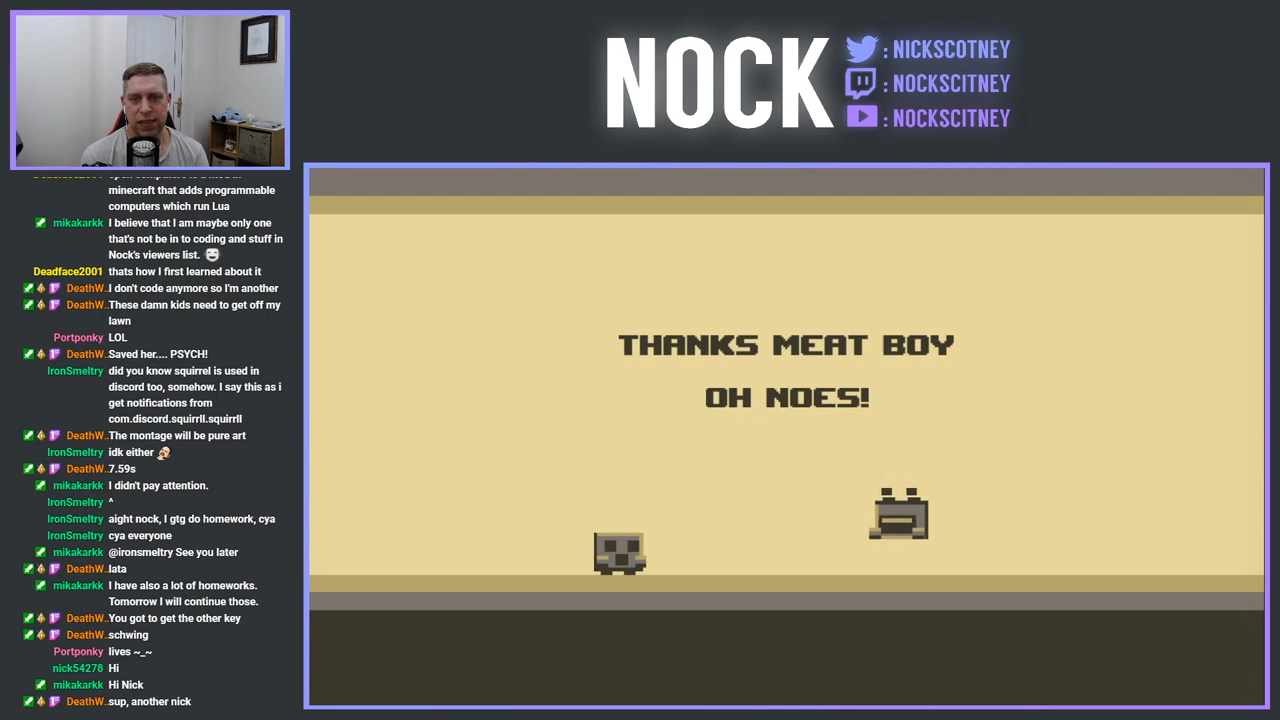 NOCK
: NICKSCOTNEY
: NOCKSCITNEY
: NOCKSCITNEY
minecraft that adds programmable
computers which run Lua
mikakarkk I believe that I am maybe only one
that's not be in to coding and stuff in
Nock's viewers list.
Deadface2001 thats how I first learned about it
DeathW.. I don't code anymore so I'm another
DeathW.. These damn kids need to get off my
lawn
Portponky LOL
DeathW.. Saved her.... PSYCH!
IronSmeltry did you know squirrel is used in
discord too, somehow. I say this as i
get notifications from
com.discord.squirrll.squirrll
DeathW.. The montage will be pure art
IronSmeltry idk either
DeathW.. 7.59s
mikakarkk I didn't pay attention.
IronSmeltry ^
IronSmeltry aight nock, I gtg do homework, cya
IronSmeltry cya everyone
mikakarkk @ironsmeltry See you later
DeathW.. lata
mikakarkk I have also a lot of homeworks.
Tomorrow I will continue those.
DeathW.. You got to get the other key
DeathW.. schwing
Portponky lives ~_~
nick54278 Hi
mikakarkk Hi Nick
DeathW.. sup, another nick
THANKS MEAT BOY
OH NOES!